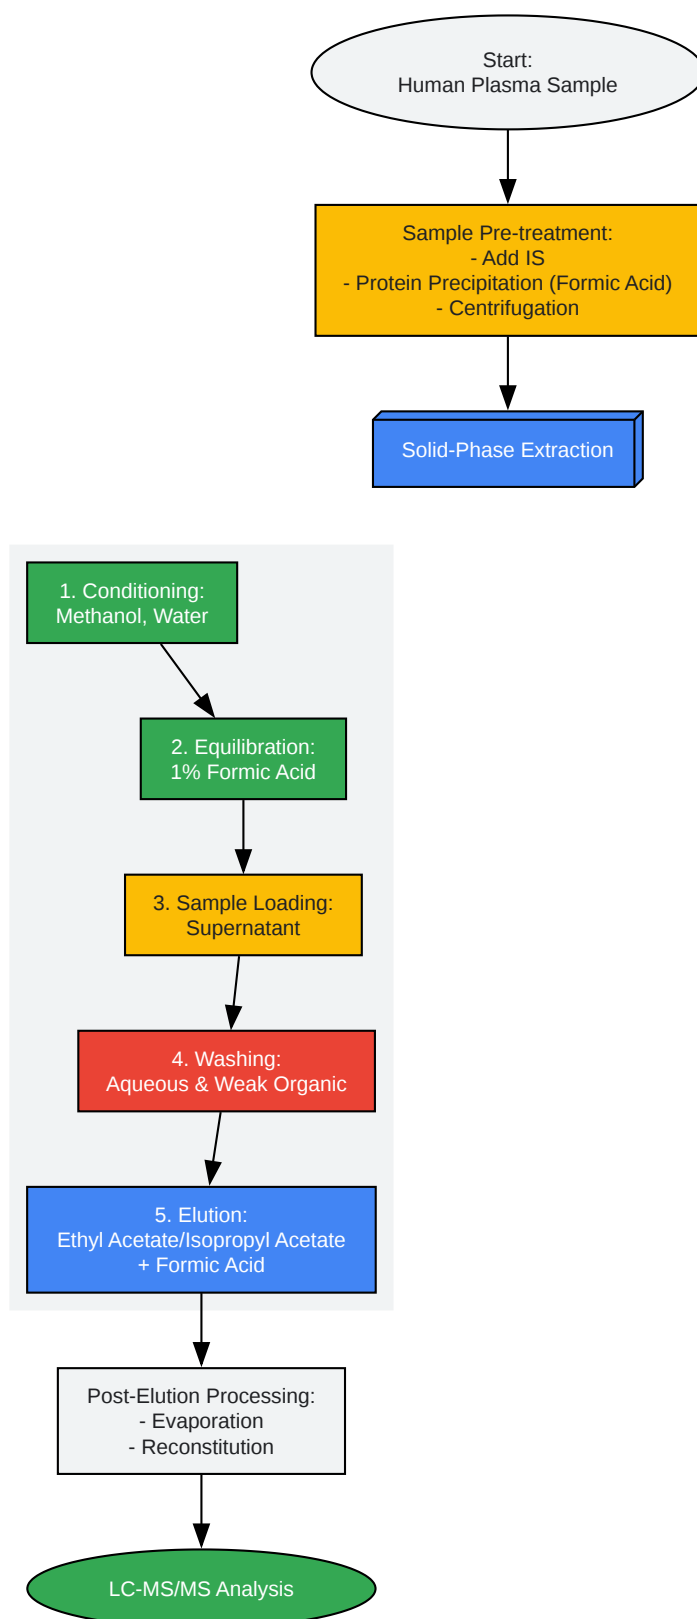 Start:
Human Plasma Sample
Sample Pre-treatment:
- Add IS
- Protein Precipitation (Formic Acid)
- Centrifugation
Solid-Phase Extraction
1. Conditioning:
Methanol, Water
2. Equilibration:
1% Formic Acid
3. Sample Loading:
Supernatant
4. Washing:
Aqueous & Weak Organic
5. Elution:
Ethyl Acetate/Isopropyl Acetate
+ Formic Acid
Post-Elution Processing:
- Evaporation
- Reconstitution
LC-MS/MS Analysis